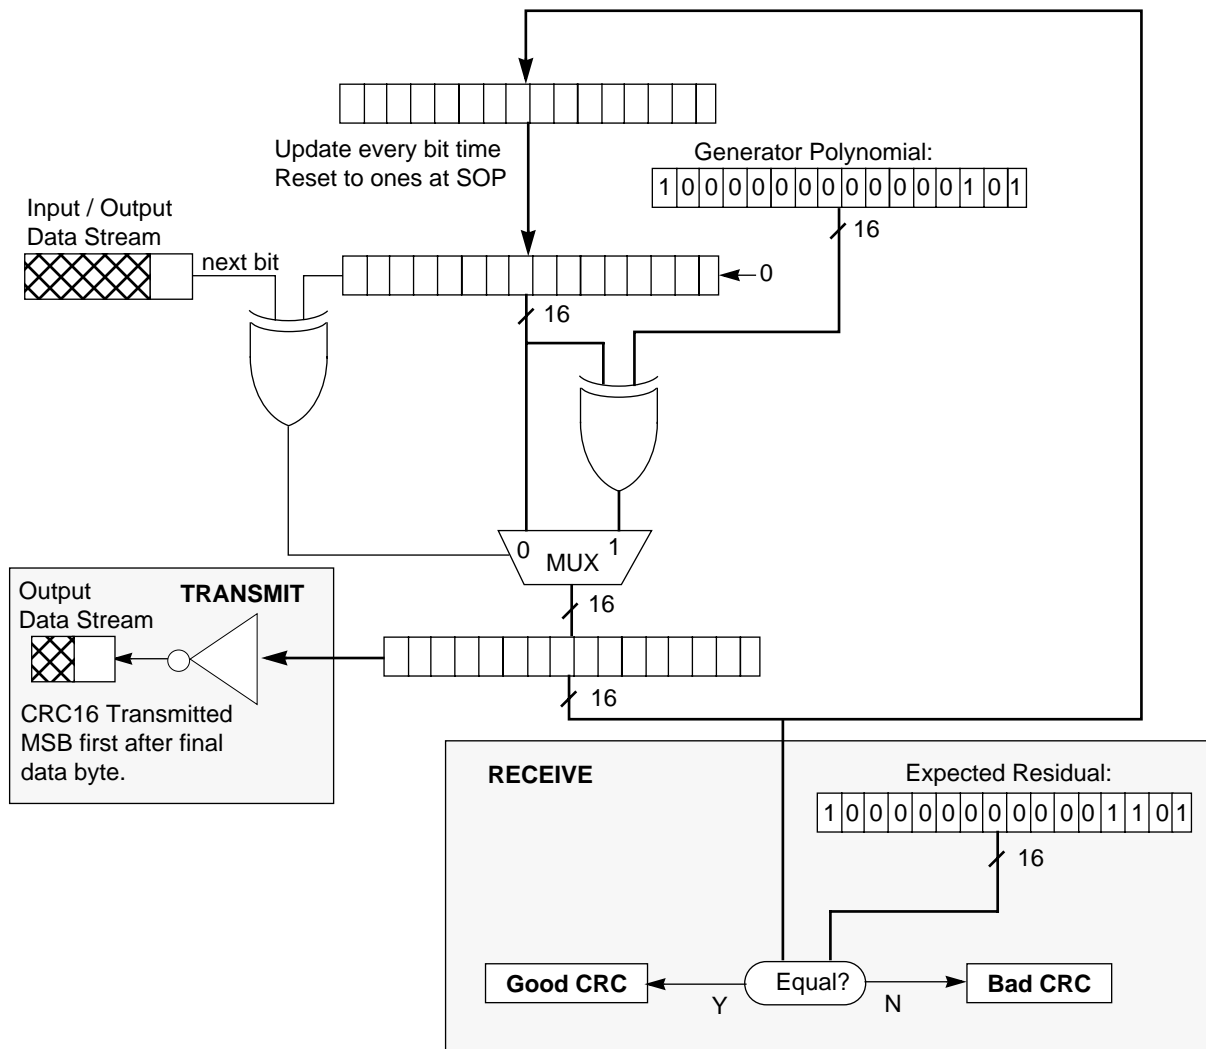 Update every bit time
Reset to ones at SOP
Generator Polynomial:
1 0 0 0 0 0 0 0 0 0 0 0 0 1 0 1
16
Input / Output
Data Stream
next bit
0
16
0 1
MUX
16
Output
Data Stream
TRANSMIT
CRC16 Transmitted
MSB first after final
data byte.
16
RECEIVE
Expected Residual:
1 0 0 0 0 0 0 0 0 0 0 0 1 1 0 1
16
Good CRC
Y
Equal?
N
Bad CRC